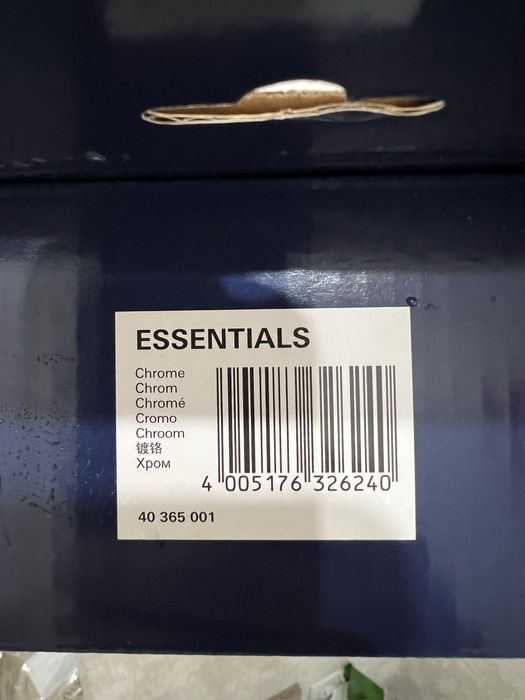 ESSENTIALS
Chrome
Chrom
Chromé
Cromo
Chroom
镀铬
Хром
4 005176 326240
40 365 001